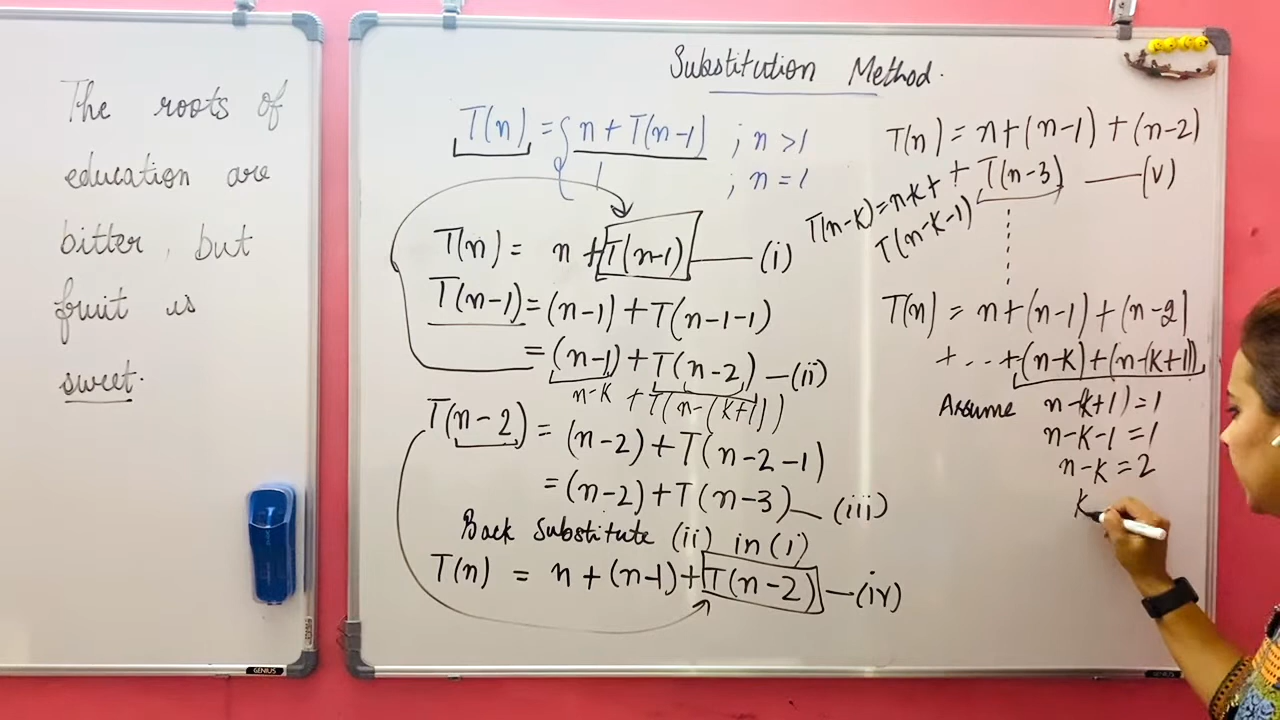 The roots of
education are
bitter, but
fruit is
sweet.
GENIUS
Substitution Method.
T(n) = { n + T(n-1) ; n >1
1 ; n = 1
T(n) = n + T(n-1) — (i)
T(n-1) = (n-1) + T(n-1-1)
= (n-1) + T(n-2) — (ii)
n-k + T(n-(k+1))
T(n-2) = (n-2) + T(n-2-1)
= (n-2) + T(n-3) — (iii)
Back Substitute (ii) in (i)
T(n) = n + (n-1) + T(n-2) — (iv)
T(n) = n + (n-1) + (n-2)
+ T(n-3) — (v)
T(n-k) = n-k +
T(n-k-1)
T(n) = n + (n-1) + (n-2)
+ ... + (n-k) + (n-(k+1))
Assume n-(k+1) = 1
n-k-1 = 1
n-k = 2
k
GENIUS